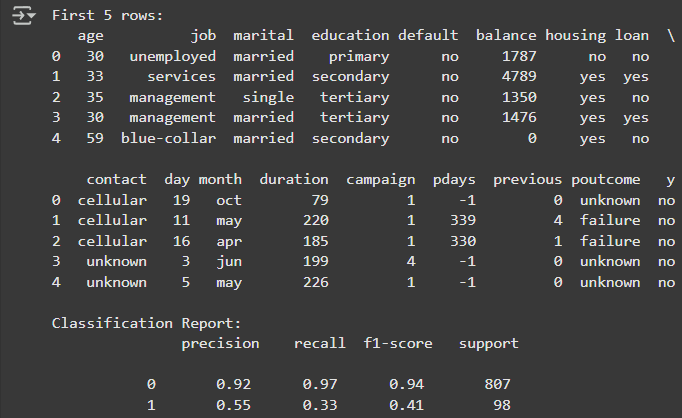 First 5 rows:
age job marital education default balance housing loan \
0 30 unemployed married primary no 1787 no no
1 33 services married secondary no 4789 yes yes
2 35 management single tertiary no 1350 yes no
3 30 management married tertiary no 1476 yes yes
4 59 blue-collar married secondary no 0 yes no
contact day month duration campaign pdays previous poutcome y
0 cellular 19 oct 79 1 -1 0 unknown no
1 cellular 11 may 220 1 339 4 failure no
2 cellular 16 apr 185 1 330 1 failure no
3 unknown 3 jun 199 4 -1 0 unknown no
4 unknown 5 may 226 1 -1 0 unknown no
Classification Report:
precision recall f1-score support
0 0.92 0.97 0.94 807
1 0.55 0.33 0.41 98